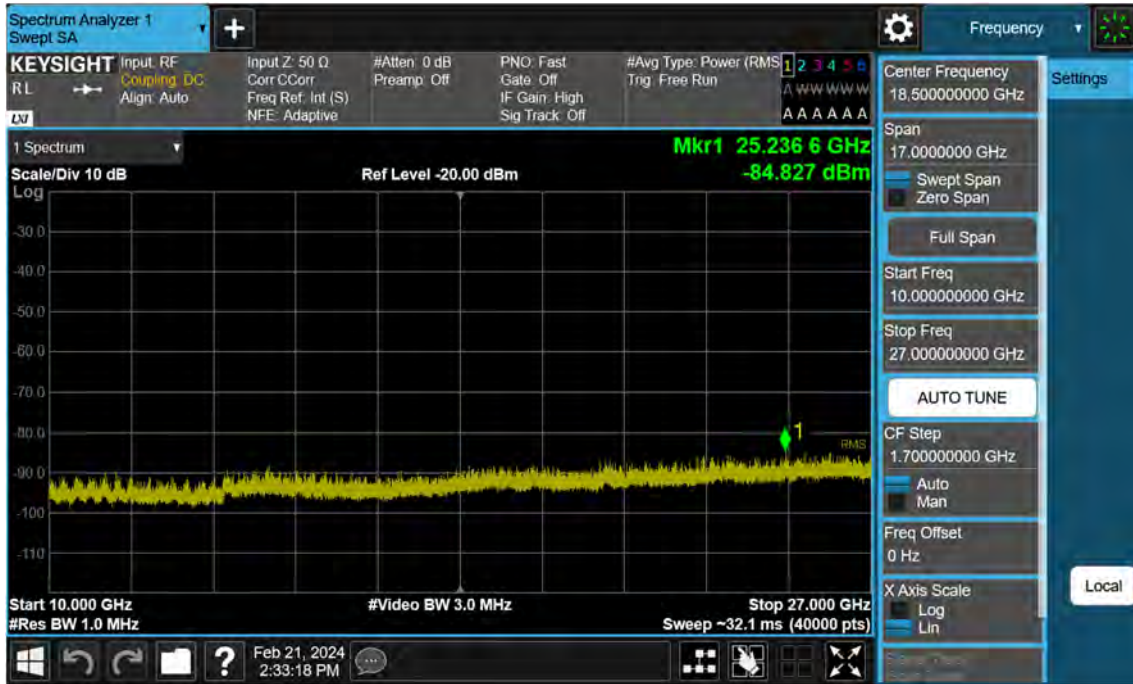 Spectrum Analyzer 1
Swept SA
Frequency
KEYSIGHT
RL
LXI
Input: RF
Coupling: DC
Align: Auto
Input Z: 50 Ω
Corr CCorr
Freq Ref: Int (S)
NFE: Adaptive
#Atten: 0 dB
Preamp: Off
PNO: Fast
Gate: Off
IF Gain: High
Sig Track: Off
#Avg Type: Power (RMS
Trig: Free Run
1 2 3 4 5 6
A W W W W W
A A A A A A
Center Frequency
18.500000000 GHz
Settings
1 Spectrum
Mkr1 25.236 6 GHz
-84.827 dBm
Scale/Div 10 dB
Ref Level -20.00 dBm
Log
-30.0
-40.0
-50.0
-60.0
-70.0
-80.0
-90.0
-100
-110
1
RMS
Start 10.000 GHz
#Video BW 3.0 MHz
Stop 27.000 GHz
#Res BW 1.0 MHz
Sweep ~32.1 ms (40000 pts)
Span
17.0000000 GHz
Swept Span
Zero Span
Full Span
Start Freq
10.000000000 GHz
Stop Freq
27.000000000 GHz
AUTO TUNE
CF Step
1.700000000 GHz
Auto
Man
Freq Offset
0 Hz
X Axis Scale
Log
Lin
Local
?
Feb 21, 2024
2:33:18 PM